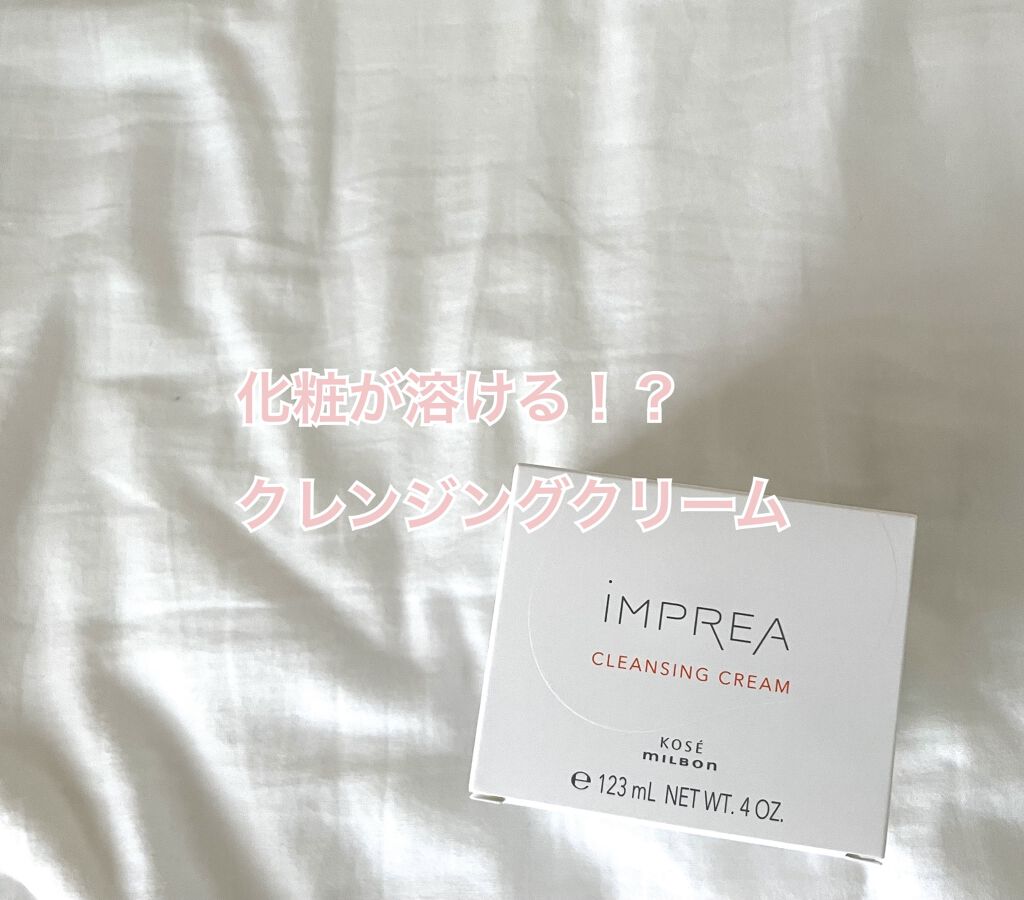 化粧が溶ける！？
クレンジングクリーム
iMPREA
CLEANSING CREAM
KOSÉ
milbon
℮ 123 mL NET WT. 4 OZ.